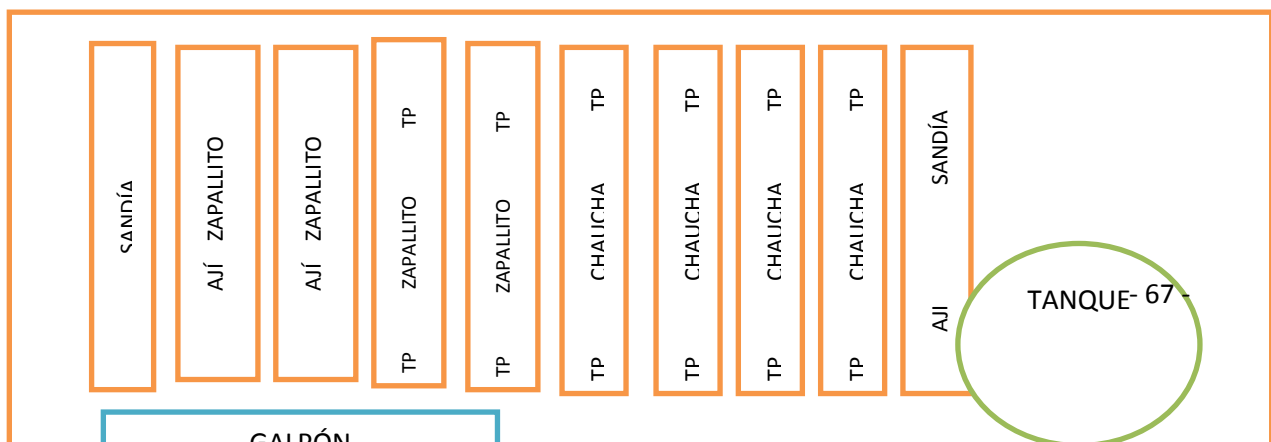 SANDÍA
AJÍ ZAPALLITO
AJÍ ZAPALLITO
TP ZAPALLITO TP
TP ZAPALLITO TP
TP CHAUCHA TP
TP CHAUCHA TP
TP CHAUCHA TP
TP CHAUCHA TP
AJI SANDÍA
TANQUE
- 67 -
GALPÓN